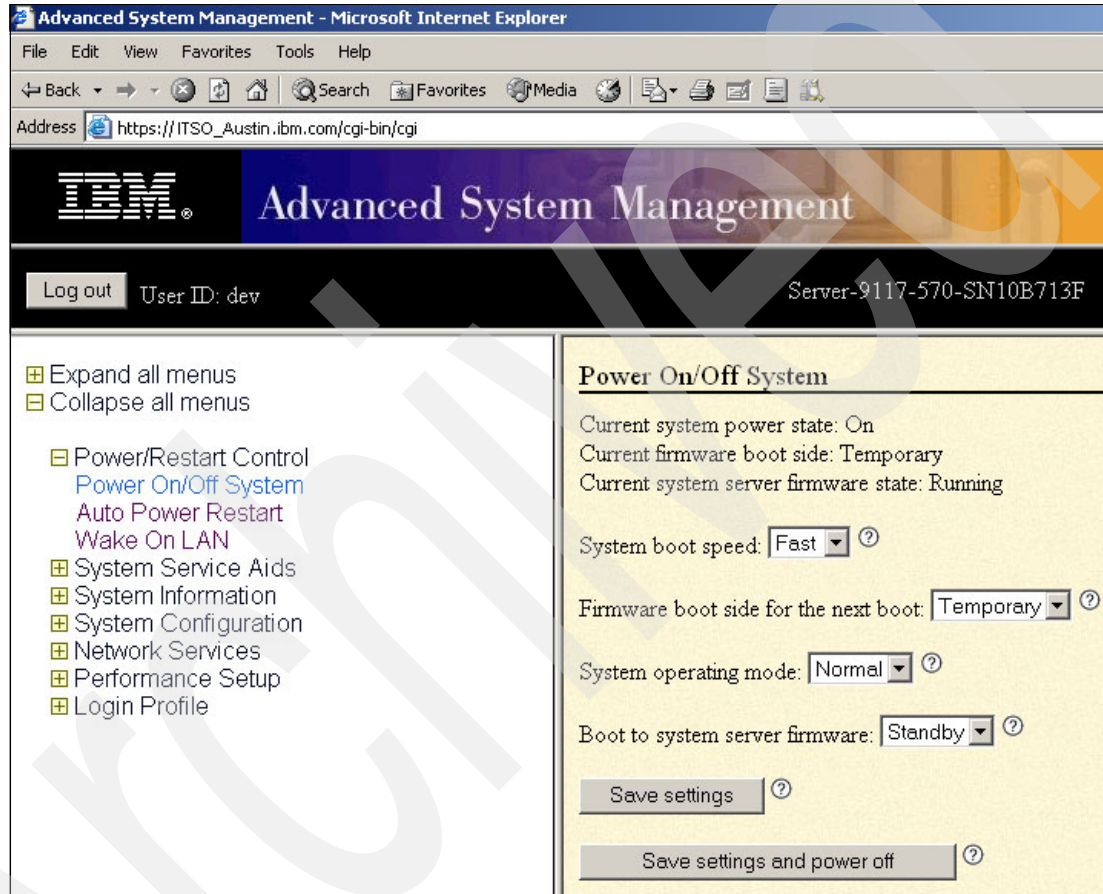 Advanced System Management - Microsoft Internet Explorer
File Edit View Favorites Tools Help
Back Search Favorites Media
Address https://ITSO_Austin.ibm.com/cgi-bin/cgi
IBM® Advanced System Management
Log out User ID: dev Server-9117-570-SN10B713F
Expand all menus
Collapse all menus
Power/Restart Control
Power On/Off System
Auto Power Restart
Wake On LAN
System Service Aids
System Information
System Configuration
Network Services
Performance Setup
Login Profile
Power On/Off System
Current system power state: On
Current firmware boot side: Temporary
Current system server firmware state: Running
System boot speed: Fast ?
Firmware boot side for the next boot: Temporary ?
System operating mode: Normal ?
Boot to system server firmware: Standby ?
Save settings ?
Save settings and power off ?